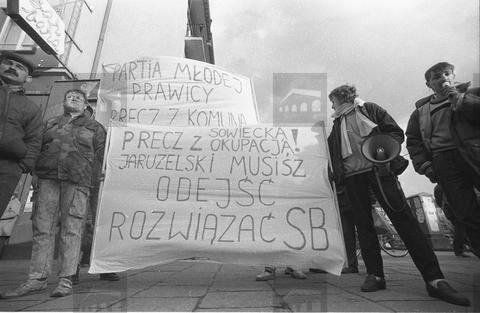 PARTIA MŁODEJ
PRAWICY
PRECZ Z KOMUNĄ
PRECZ Z SOWIECKĄ OKUPACJĄ!
JARUZELSKI MUSISZ
ODEJŚĆ
ROZWIĄZAĆ SB